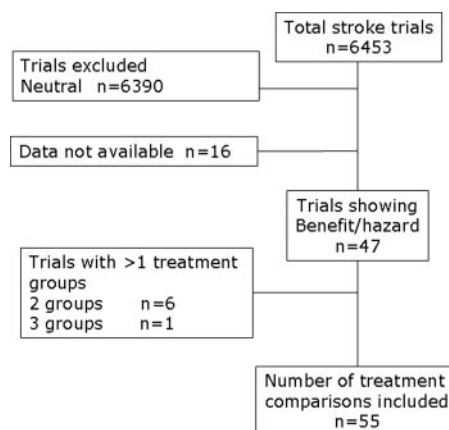 Total stroke trials
n=6453
Trials excluded
Neutral n=6390
Data not available n=16
Trials showing
Benefit/hazard
n=47
Trials with >1 treatment
groups
2 groups n=6
3 groups n=1
Number of treatment
comparisons included
n=55